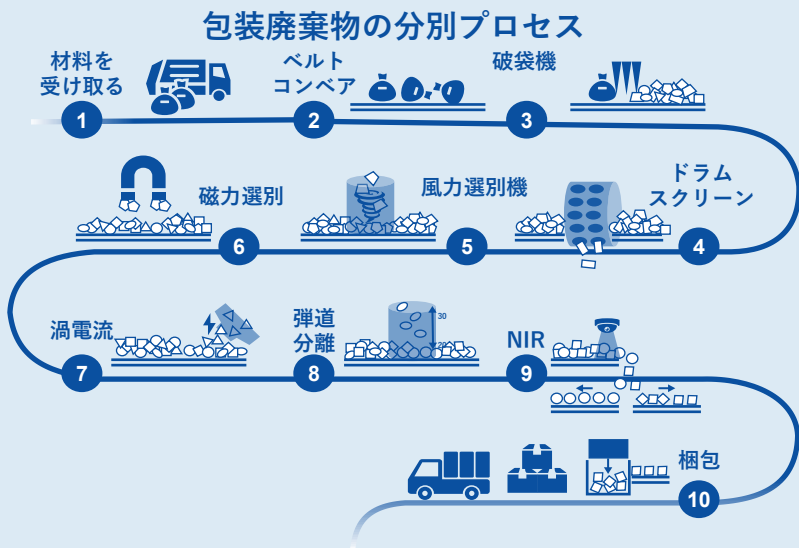 包装廃棄物の分別プロセス
材料を
受け取る
1
ベルト
コンベア
2
破袋機
3
ドラム
スクリーン
4
風力選別機
5
磁力選別
6
渦電流
7
弾道
分離
8
30
20
NIR
9
梱包
10